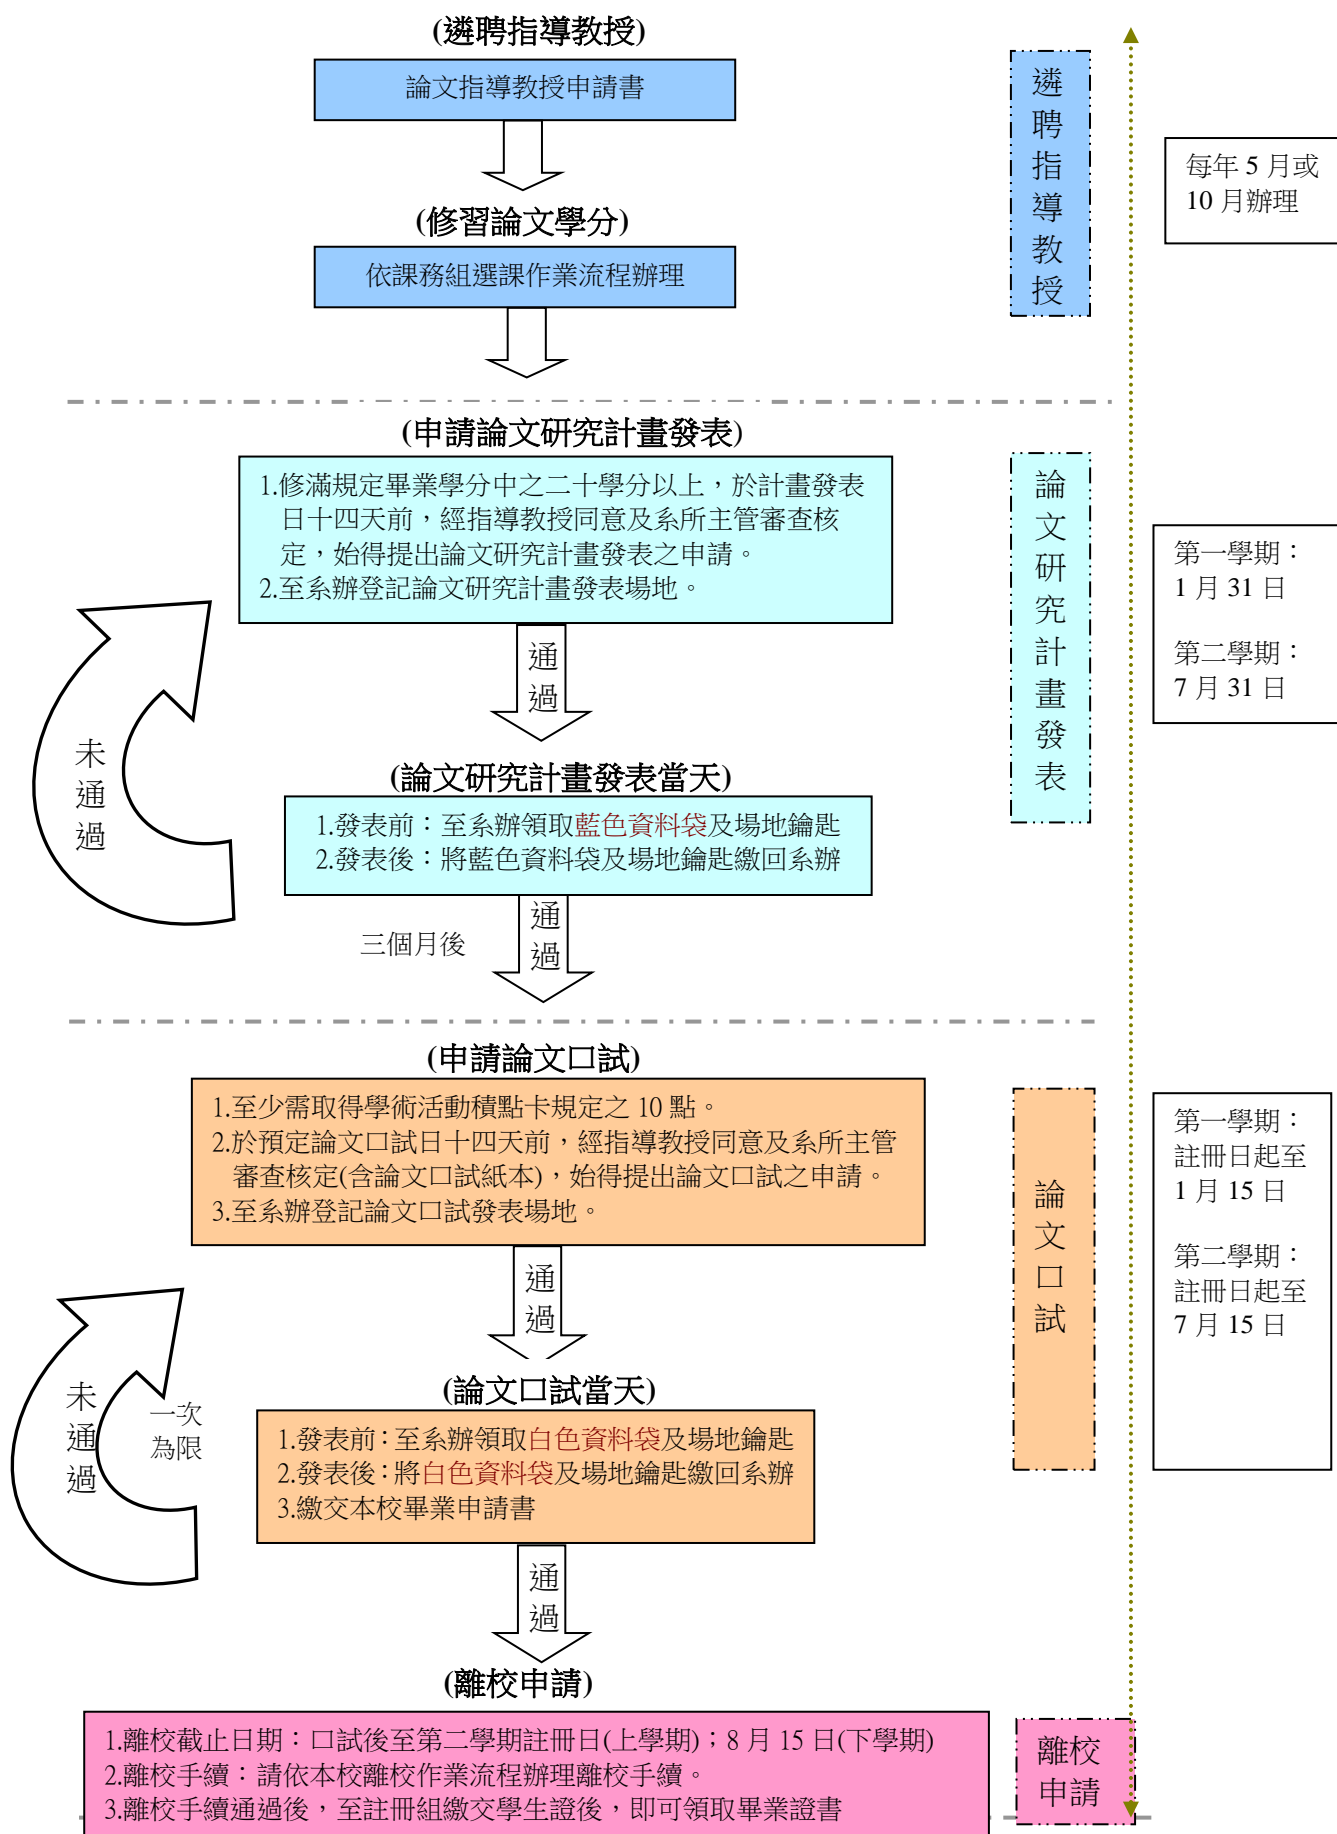 (遴聘指導教授)
論文指導教授申請書
(修習論文學分)
依課務組選課作業流程辦理
遴聘指導教授
每年 5 月或
10 月辦理
(申請論文研究計畫發表)
1.修滿規定畢業學分中之二十學分以上，於計畫發表
日十四天前，經指導教授同意及系所主管審查核
定，始得提出論文研究計畫發表之申請。
2.至系辦登記論文研究計畫發表場地。
通過
未通過
(論文研究計畫發表當天)
1.發表前：至系辦領取藍色資料袋及場地鑰匙
2.發表後：將藍色資料袋及場地鑰匙繳回系辦
通過
三個月後
論文研究計畫發表
第一學期：
1 月 31 日
第二學期：
7 月 31 日
(申請論文口試)
1.至少需取得學術活動積點卡規定之 10 點。
2.於預定論文口試日十四天前，經指導教授同意及系所主管
審查核定(含論文口試紙本)，始得提出論文口試之申請。
3.至系辦登記論文口試發表場地。
通過
未通過
一次
為限
(論文口試當天)
1.發表前：至系辦領取白色資料袋及場地鑰匙
2.發表後：將白色資料袋及場地鑰匙繳回系辦
3.繳交本校畢業申請書
通過
論文口試
第一學期：
註冊日起至
1 月 15 日
第二學期：
註冊日起至
7 月 15 日
(離校申請)
1.離校截止日期：口試後至第二學期註冊日(上學期)；8 月 15 日(下學期)
2.離校手續：請依本校離校作業流程辦理離校手續。
3.離校手續通過後，至註冊組繳交學生證後，即可領取畢業證書
離校
申請